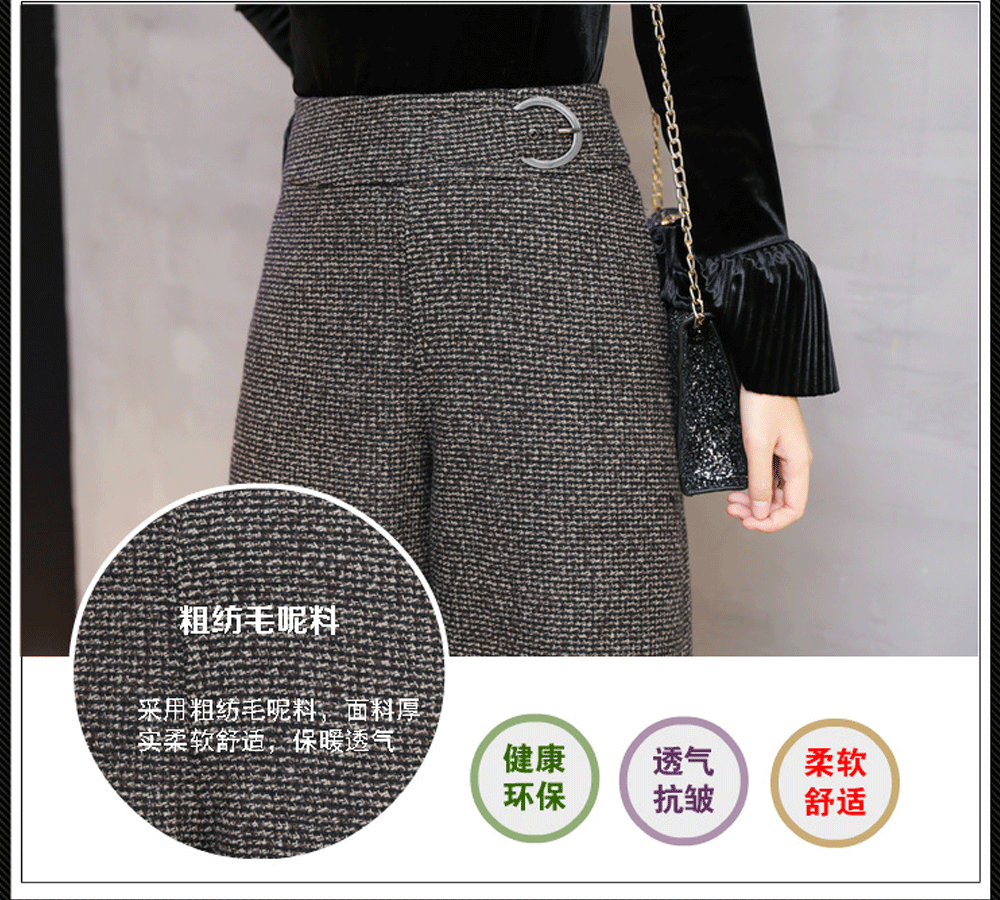 粗纺毛呢料
采用粗纺毛呢料，面料厚
实柔软舒适，保暖透气
健康
环保
透气
抗皱
柔软
舒适